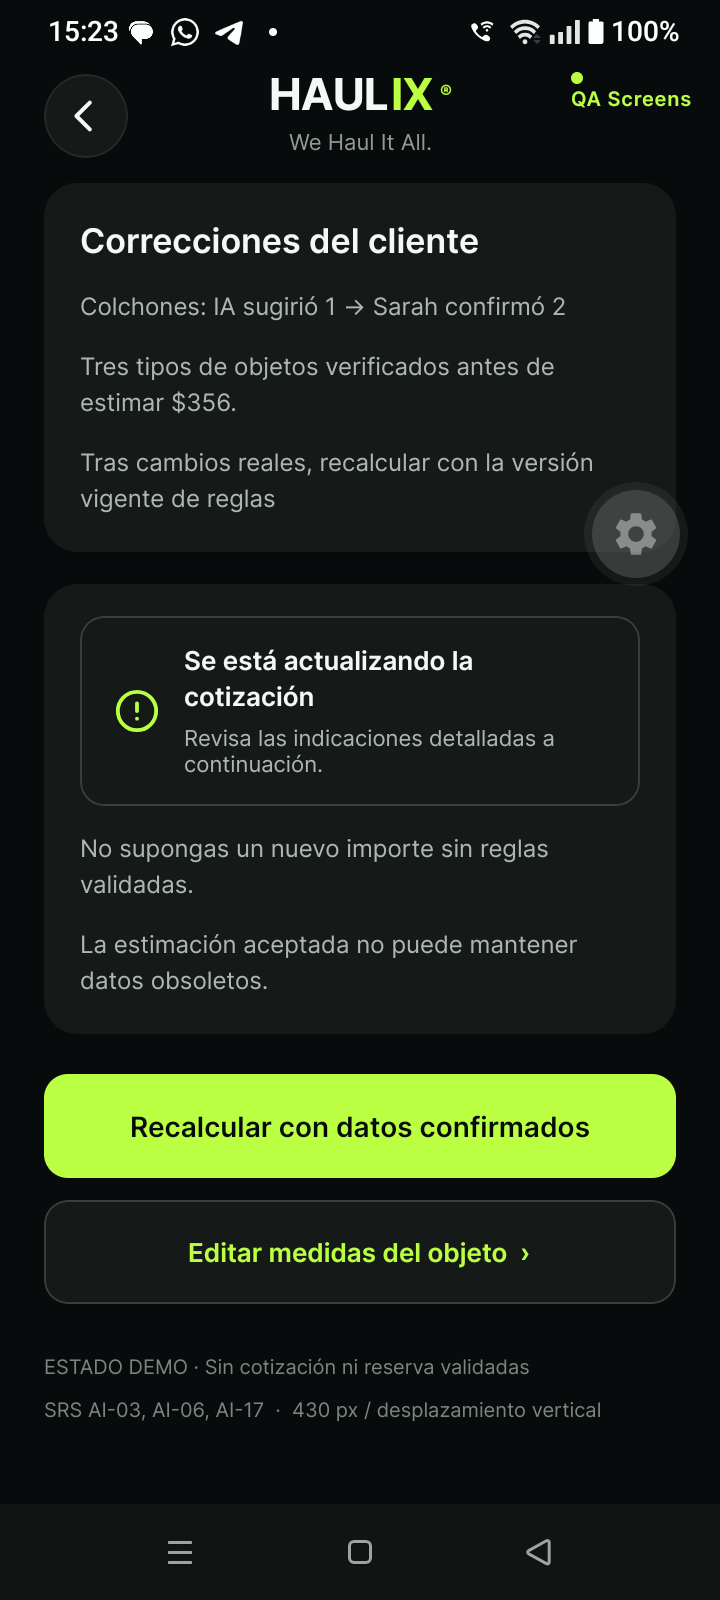 15:23
100%
HAULIX ®
QA Screens
We Haul It All.
Correcciones del cliente
Colchones: IA sugirió 1 → Sarah confirmó 2
Tres tipos de objetos verificados antes de
estimar $356.
Tras cambios reales, recalcular con la versión
vigente de reglas
Se está actualizando la
cotización
Revisa las indicaciones detalladas a
continuación.
No supongas un nuevo importe sin reglas
validadas.
La estimación aceptada no puede mantener
datos obsoletos.
Recalcular con datos confirmados
Editar medidas del objeto ›
ESTADO DEMO · Sin cotización ni reserva validadas
SRS AI-03, AI-06, AI-17 · 430 px / desplazamiento vertical